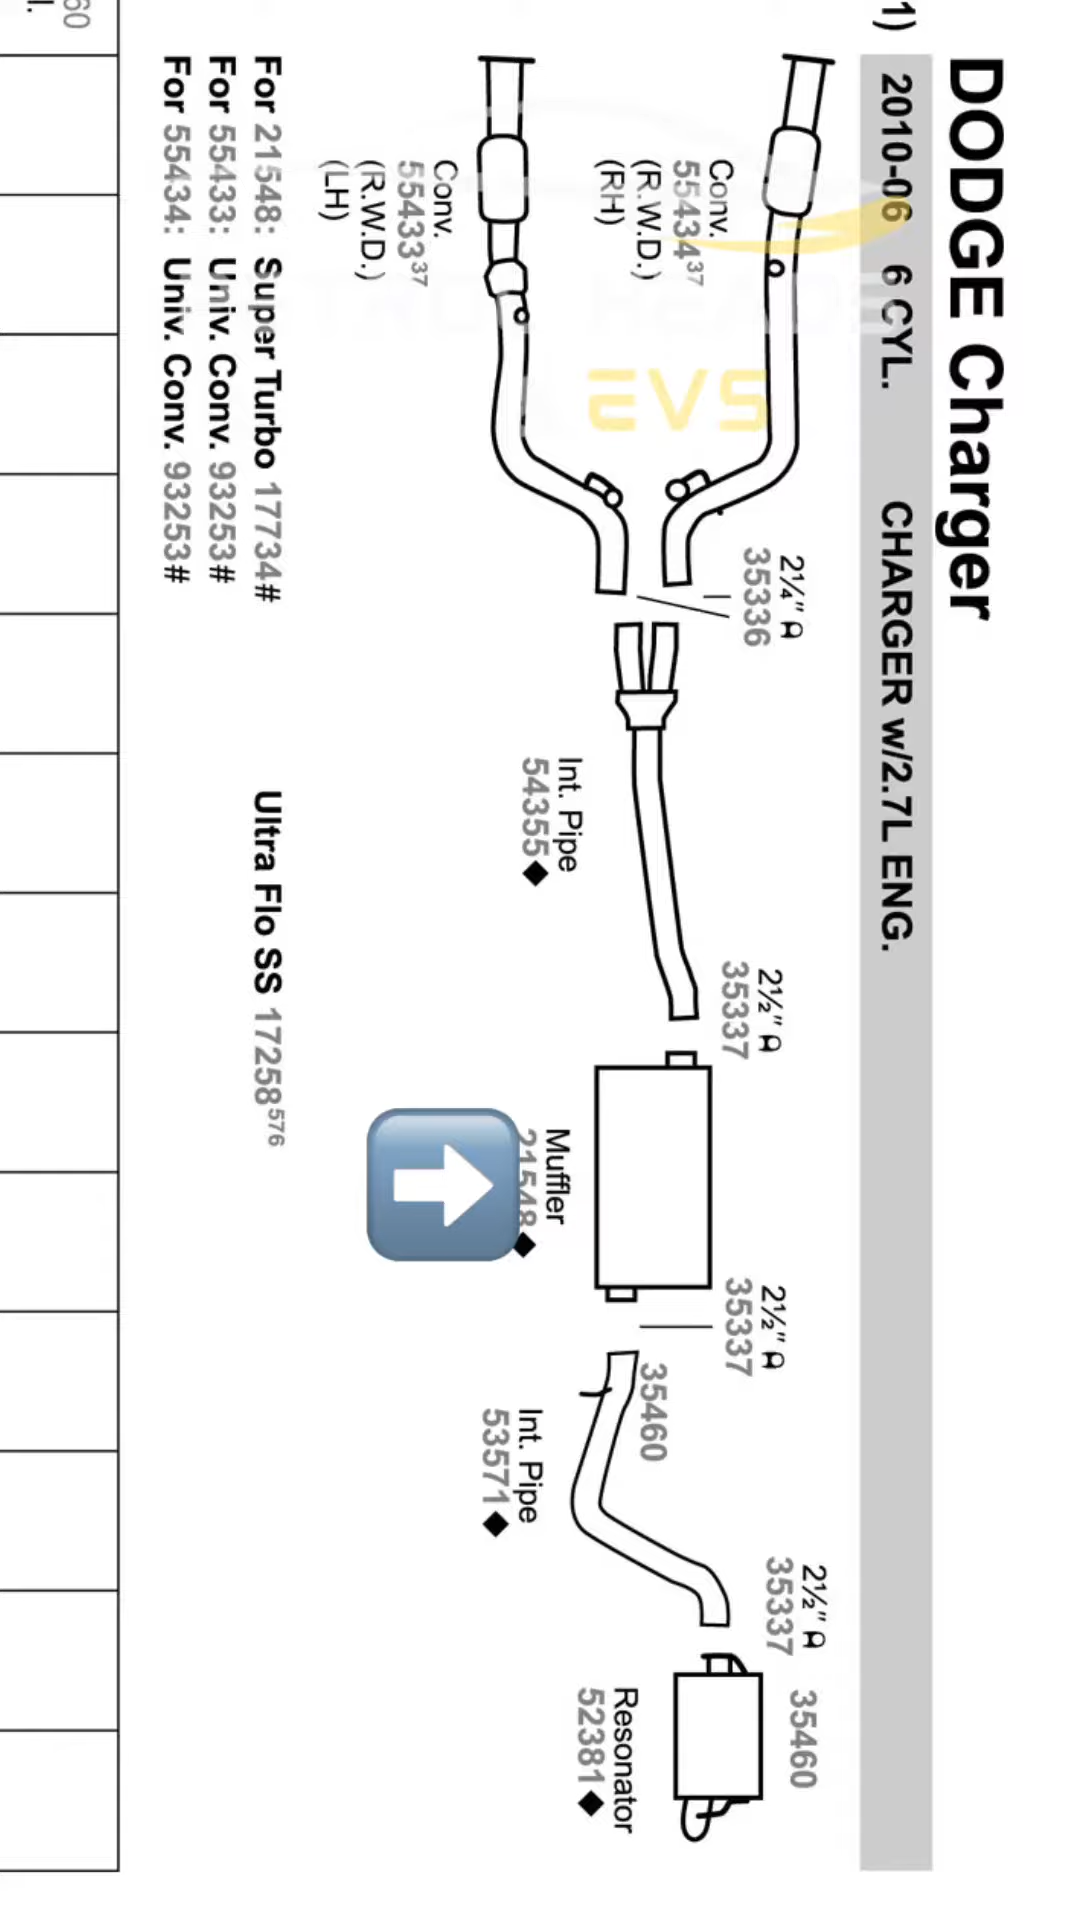 1)
DODGE Charger
2010-06 6 CYL. CHARGER w/2.7L ENG.
Conv.
55434³⁷
(R.W.D.)
(RH)
Conv.
55433³⁷
(R.W.D.)
(LH)
2¼"
35336
Int. Pipe
54355◆
2½"
35337
Muffler
21548◆
2½"
35337
35460
Int. Pipe
53571◆
2½"
35337
35460
Resonator
52381◆
EVS
For 21548: Super Turbo 17734#
For 55433: Univ. Conv. 93253#
For 55434: Univ. Conv. 93253#
Ultra Flo SS 17258⁵⁷⁶
60